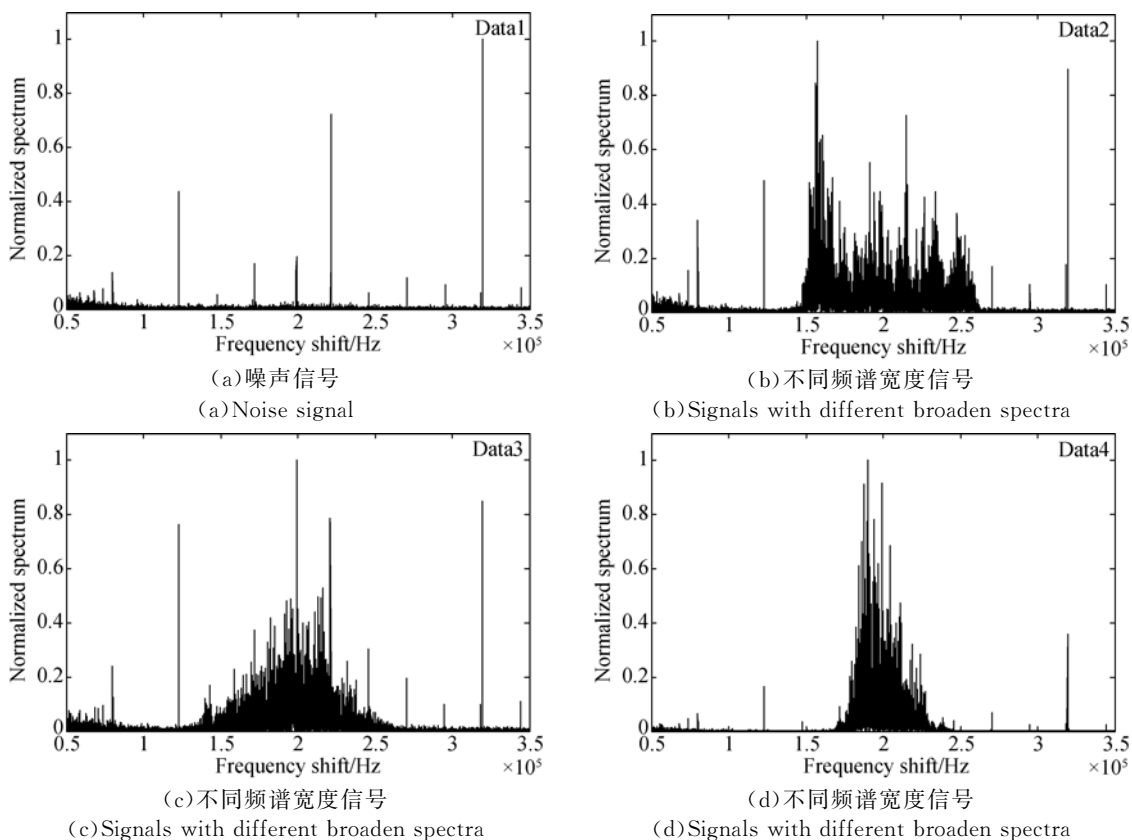 Data1
Normalized spectrum
1
0.8
0.6
0.4
0.2
0
0.5 1 1.5 2 2.5 3 3.5
Frequency shift/Hz ×10⁵
(a)噪声信号
(a)Noise signal
Data2
Normalized spectrum
1
0.8
0.6
0.4
0.2
0
0.5 1 1.5 2 2.5 3 3.5
Frequency shift/Hz ×10⁵
(b)不同频谱宽度信号
(b)Signals with different broaden spectra
Data3
Normalized spectrum
1
0.8
0.6
0.4
0.2
0
0.5 1 1.5 2 2.5 3 3.5
Frequency shift/Hz ×10⁵
(c)不同频谱宽度信号
(c)Signals with different broaden spectra
Data4
Normalized spectrum
1
0.8
0.6
0.4
0.2
0
0.5 1 1.5 2 2.5 3 3.5
Frequency shift/Hz ×10⁵
(d)不同频谱宽度信号
(d)Signals with different broaden spectra